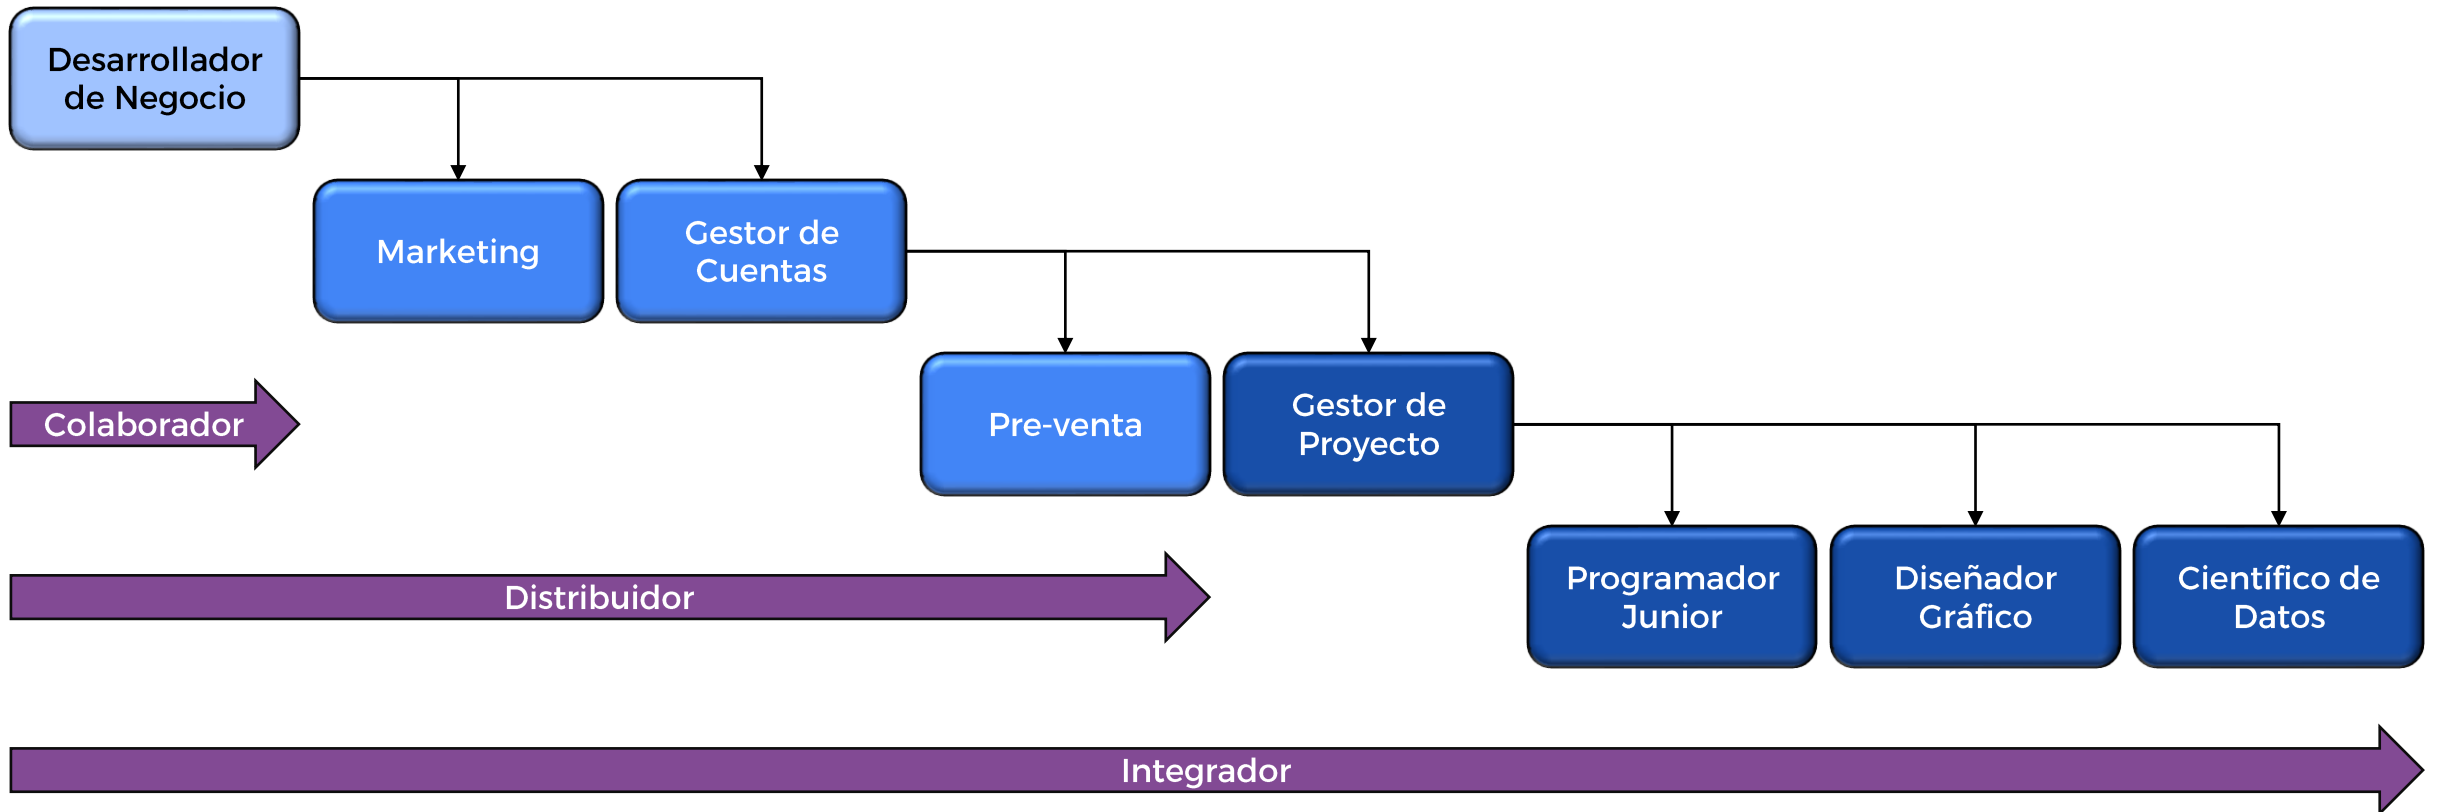 Desarrollador
de Negocio
Marketing
Gestor de
Cuentas
Colaborador
Pre-venta
Gestor de
Proyecto
Distribuidor
Programador
Junior
Diseñador
Gráfico
Científico de
Datos
Integrador